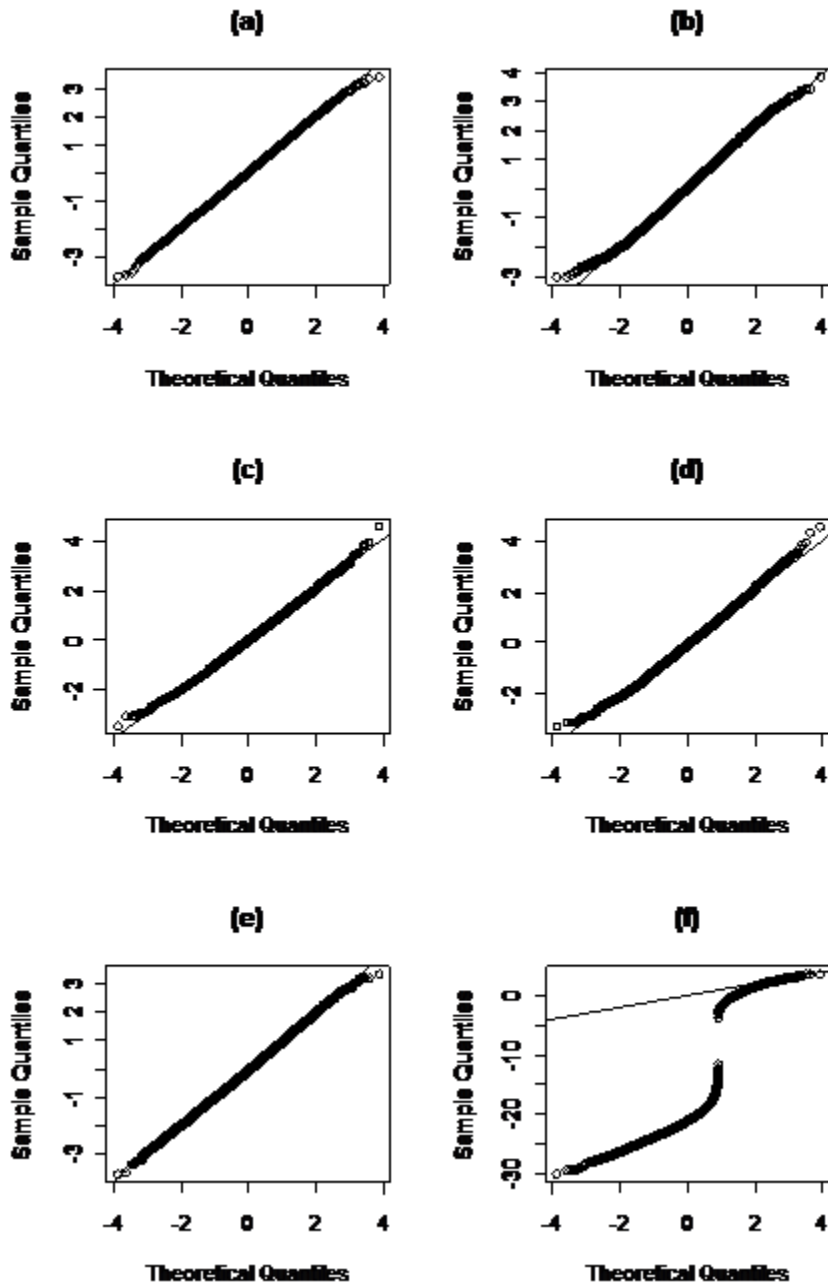 (a)
Sample Quantiles
3
2
1
-1
-3
-4 -2 0 2 4
Theoretical Quantiles
(b)
Sample Quantiles
4
3
2
1
-1
-3
-4 -2 0 2 4
Theoretical Quantiles
(c)
Sample Quantiles
4
2
0
-2
-4 -2 0 2 4
Theoretical Quantiles
(d)
Sample Quantiles
4
2
0
-2
-4 -2 0 2 4
Theoretical Quantiles
(e)
Sample Quantiles
3
2
1
-1
-3
-4 -2 0 2 4
Theoretical Quantiles
(f)
Sample Quantiles
0
-10
-20
-30
-4 -2 0 2 4
Theoretical Quantiles